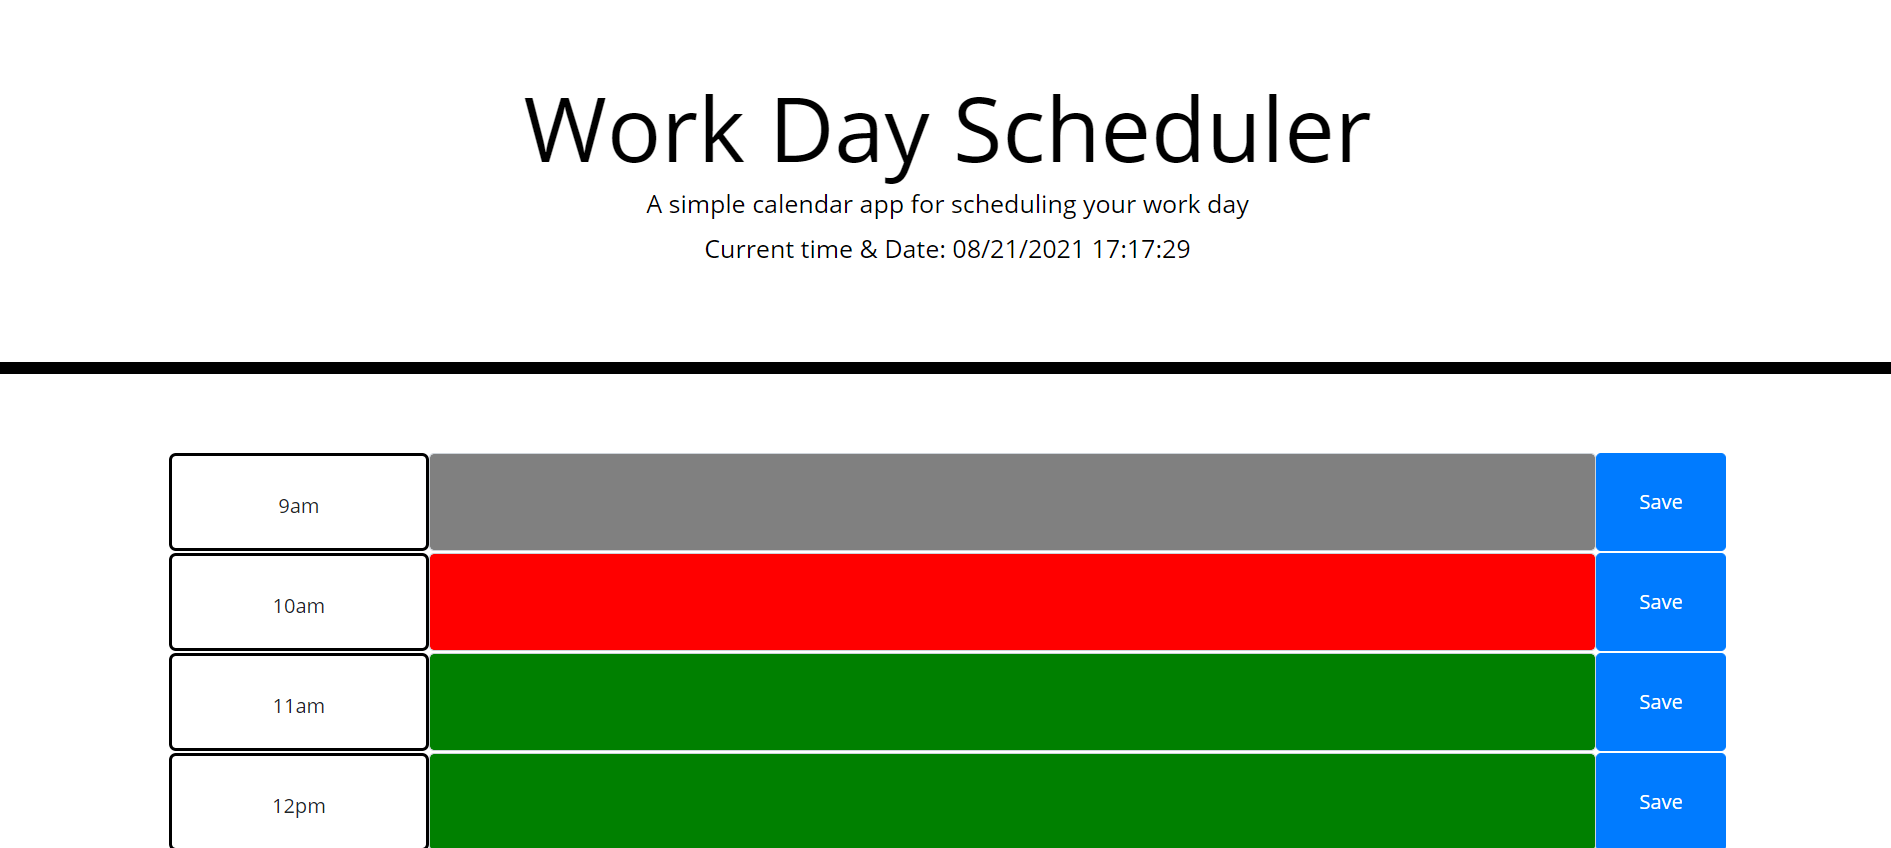 Work Day Scheduler
A simple calendar app for scheduling your work day
Current time & Date: 08/21/2021 17:17:29
9am
Save
10am
Save
11am
Save
12pm
Save